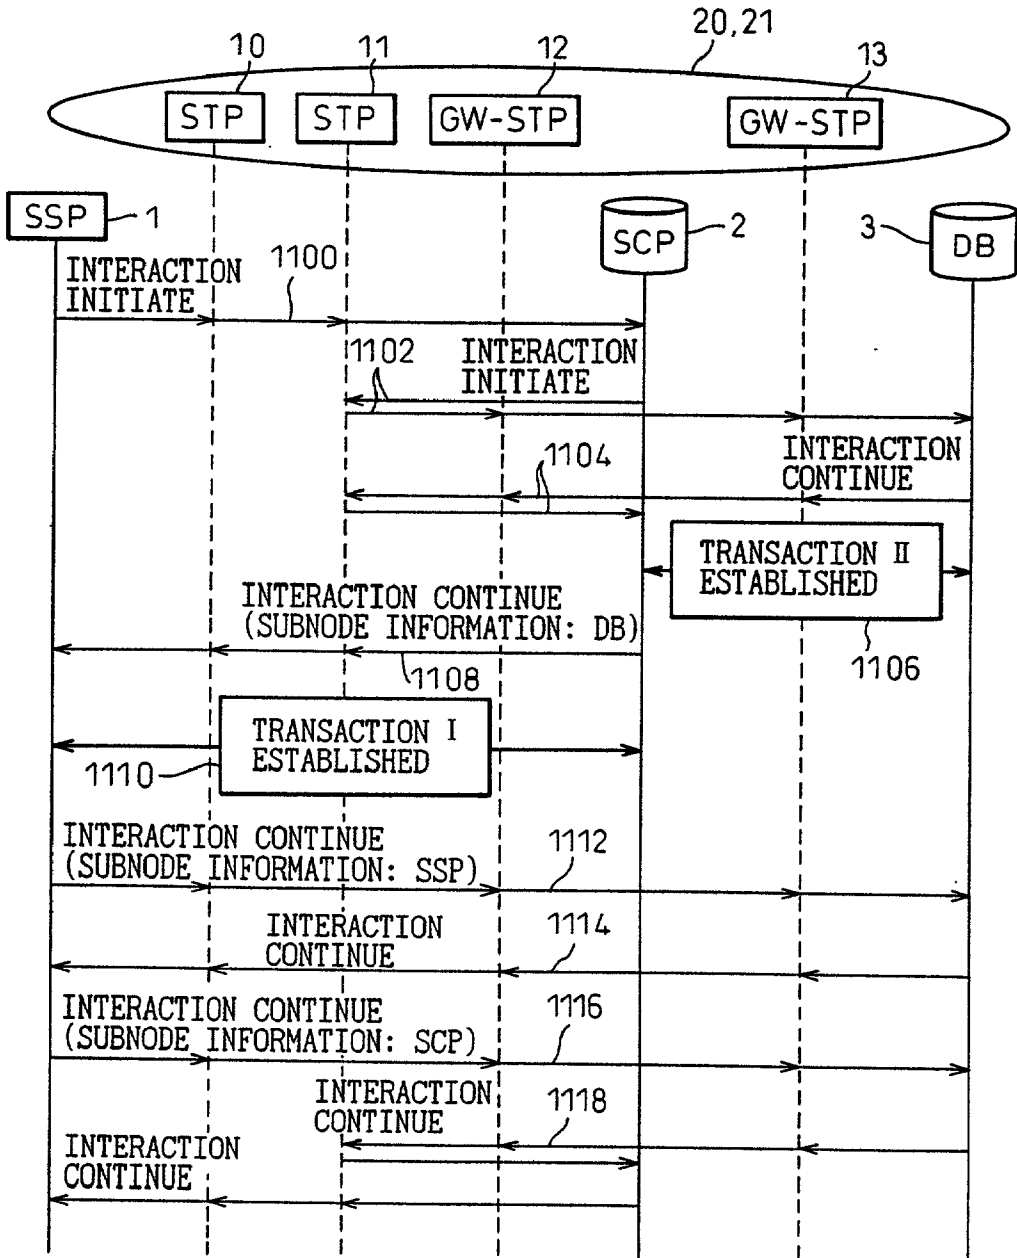 20,21
10
11
12
13
STP
STP
GW-STP
GW-STP
SSP
1
SCP
2
3
DB
INTERACTION
INITIATE
1100
1102
INTERACTION
INITIATE
1104
INTERACTION
CONTINUE
TRANSACTION II
ESTABLISHED
1106
INTERACTION CONTINUE
(SUBNODE INFORMATION: DB)
1108
TRANSACTION I
ESTABLISHED
1110
INTERACTION CONTINUE
(SUBNODE INFORMATION: SSP)
1112
INTERACTION
CONTINUE
1114
INTERACTION CONTINUE
(SUBNODE INFORMATION: SCP)
1116
INTERACTION
CONTINUE
1118
INTERACTION
CONTINUE